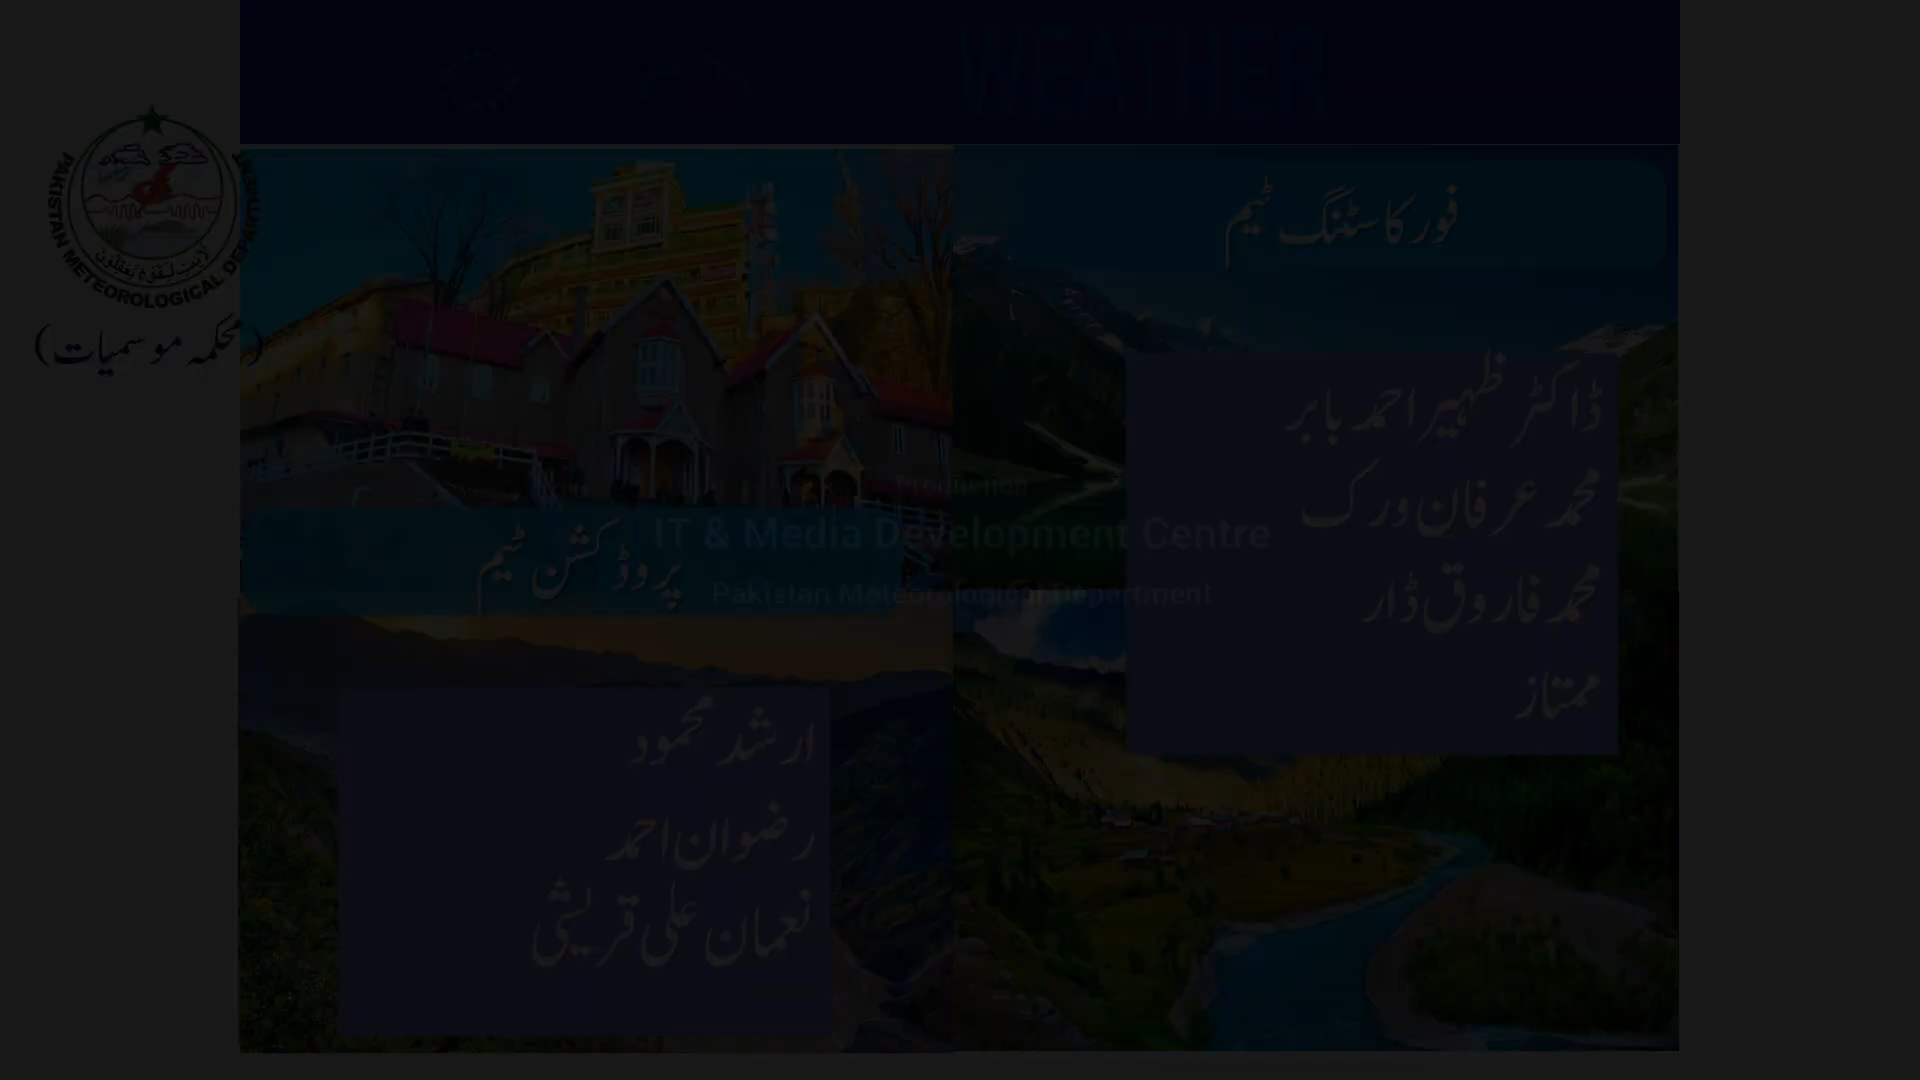 WEATHER
PAKISTAN METEOROLOGICAL DEPARTMENT
(محکمہ موسمیات)
فورکاسٹنگ ٹیم
ڈاکٹر ظہیر احمد بابر
محمد عرفان ورک
محمد فاروق ڈار
ممتاز
Production
IT & Media Development Centre
Pakistan Meteorological Department
پروڈکشن ٹیم
ارشد محمود
رضوان احمد
نعمان علی قریشی